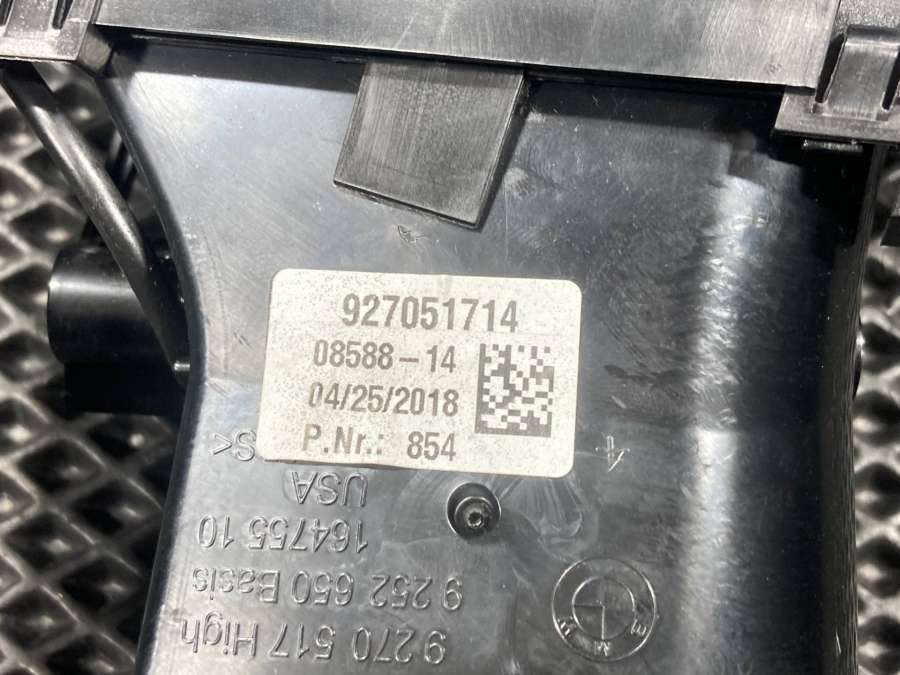 927051714
08588-14
04/25/2018
P.Nr.: 854
9 270 517 High
9 252 650 Basis
164755 10
USA
S<
BMW